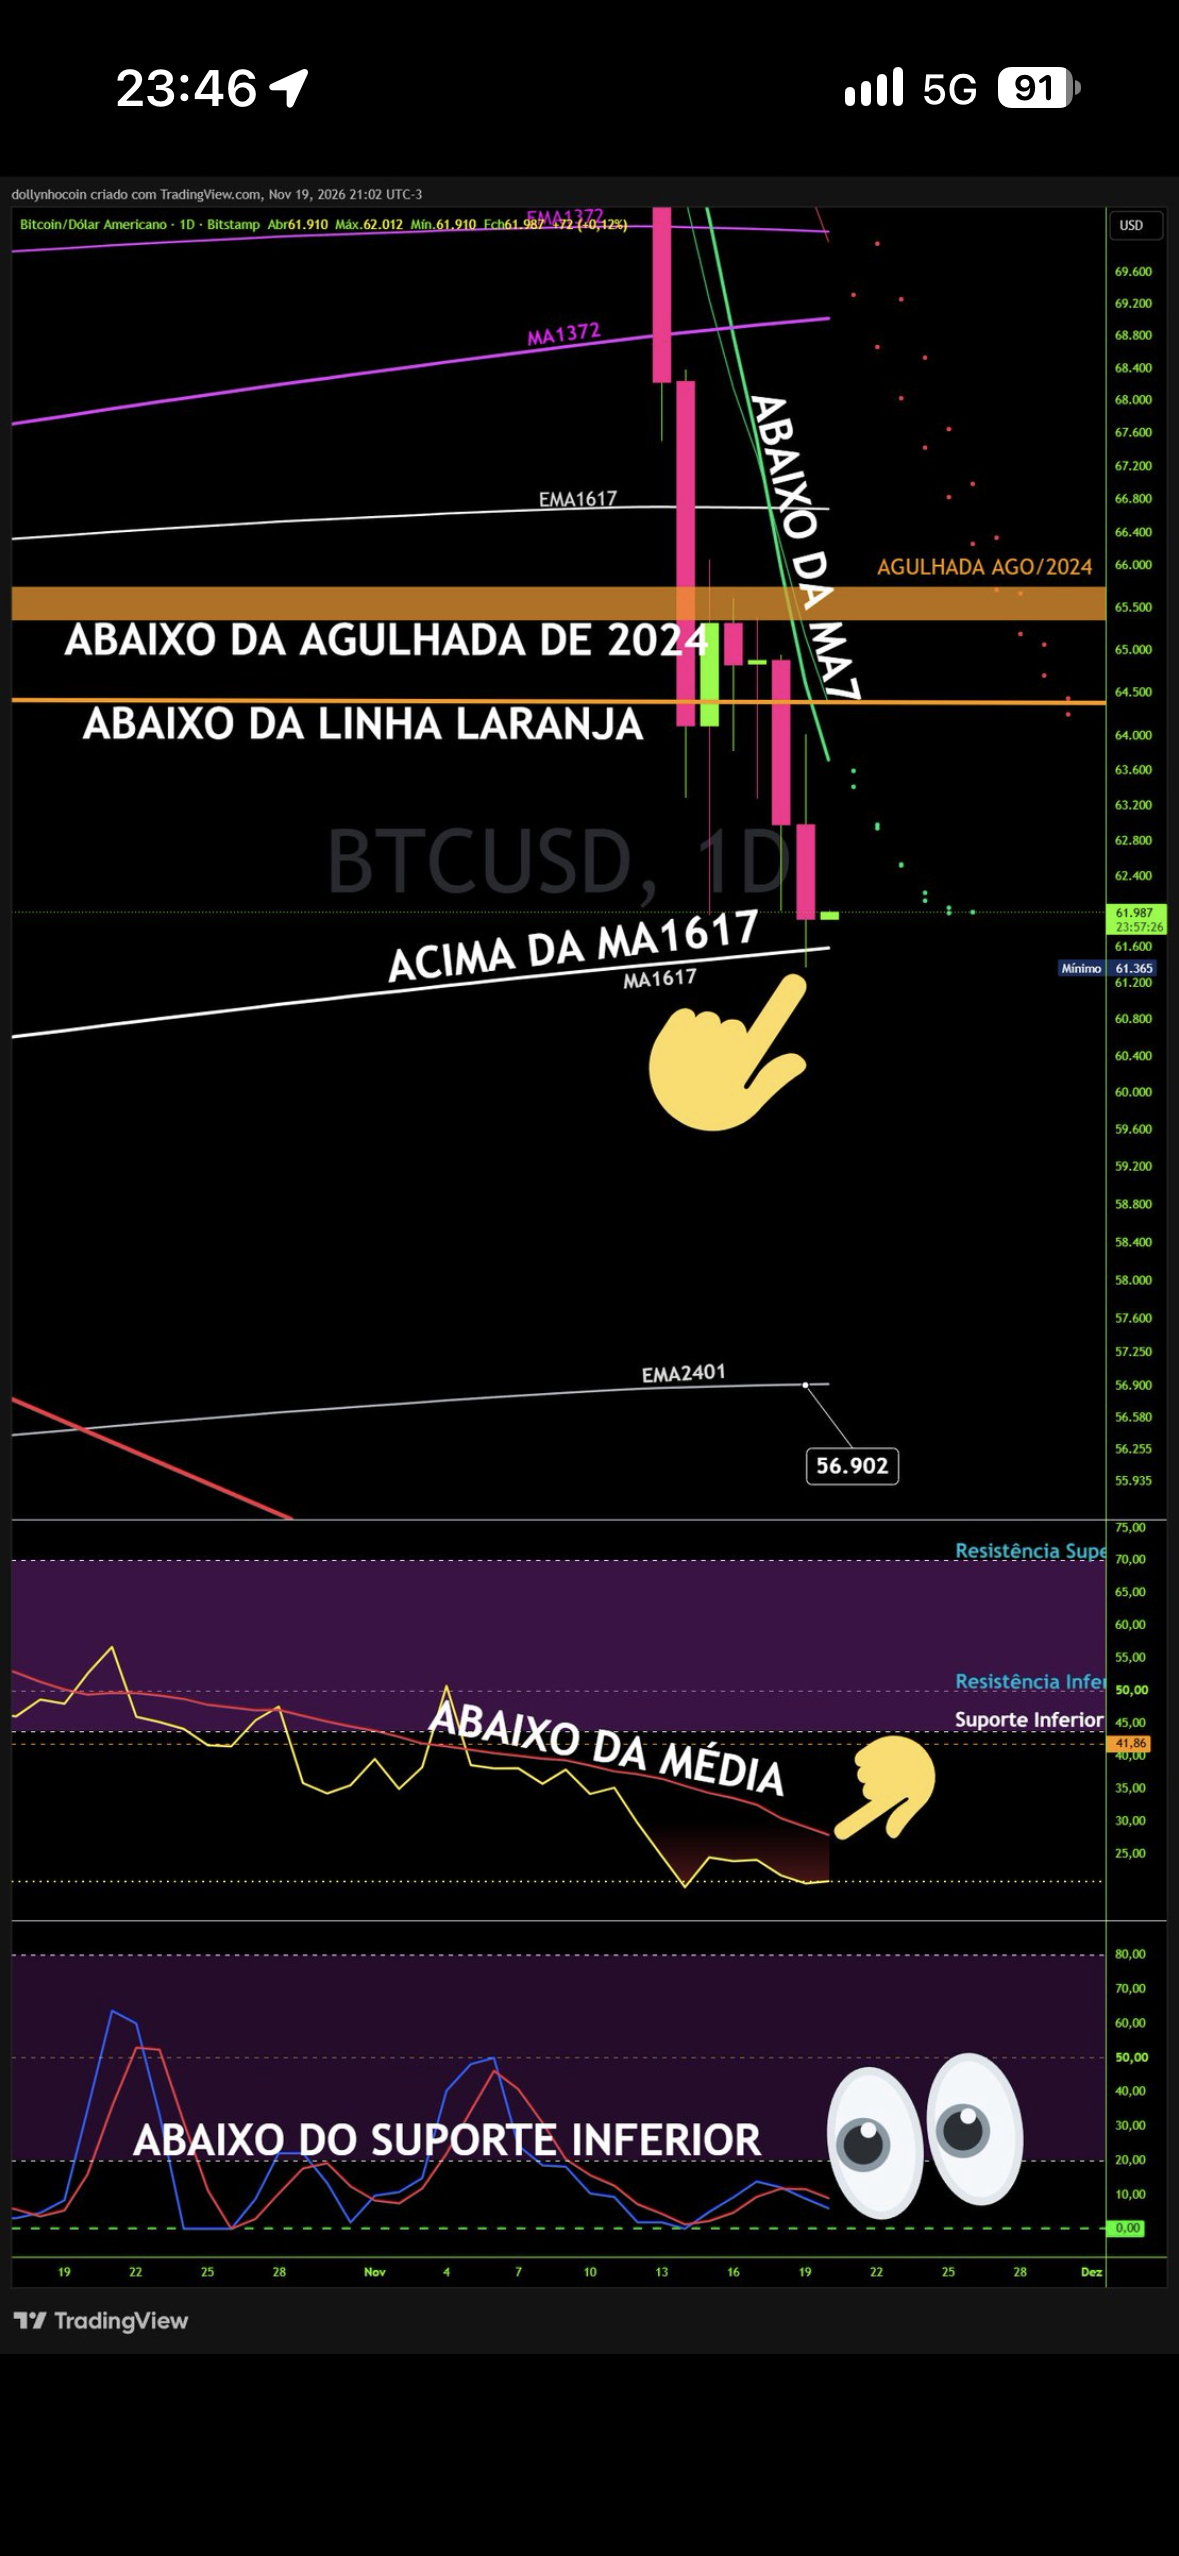 23:46
5G
91
dollynhocoin criado com TradingView.com, Nov 19, 2026 21:02 UTC-3
Bitcoin/Dólar Americano · 1D · Bitstamp Abr61.910 Máx.62.012 Mín.61.910 Fch61.987 +72 (+0,12%)
EMA1372
USD
69.600
69.200
MA1372
68.800
68.400
68.000
67.600
67.200
EMA1617
66.800
66.400
66.000
ABAIXO DA MA7
AGULHADA AGO/2024
65.500
ABAIXO DA AGULHADA DE 2024
65.000
64.500
ABAIXO DA LINHA LARANJA
64.000
63.600
63.200
BTCUSD, 1D
62.800
62.400
61.987
23:57:26
ACIMA DA MA1617
61.600
Mínimo 61.365
MA1617
61.200
60.800
60.400
60.000
59.600
59.200
58.800
58.400
58.000
57.600
57.250
EMA2401
56.900
56.580
56.255
56.902
55.935
75,00
Resistência Supe
70,00
65,00
60,00
55,00
Resistência Infer
50,00
Suporte Inferior
45,00
41,86
40,00
ABAIXO DA MÉDIA
35,00
30,00
25,00
80,00
70,00
60,00
50,00
40,00
30,00
ABAIXO DO SUPORTE INFERIOR
20,00
10,00
0,00
19 22 25 28 Nov 4 7 10 13 16 19 22 25 28 Dez
TradingView